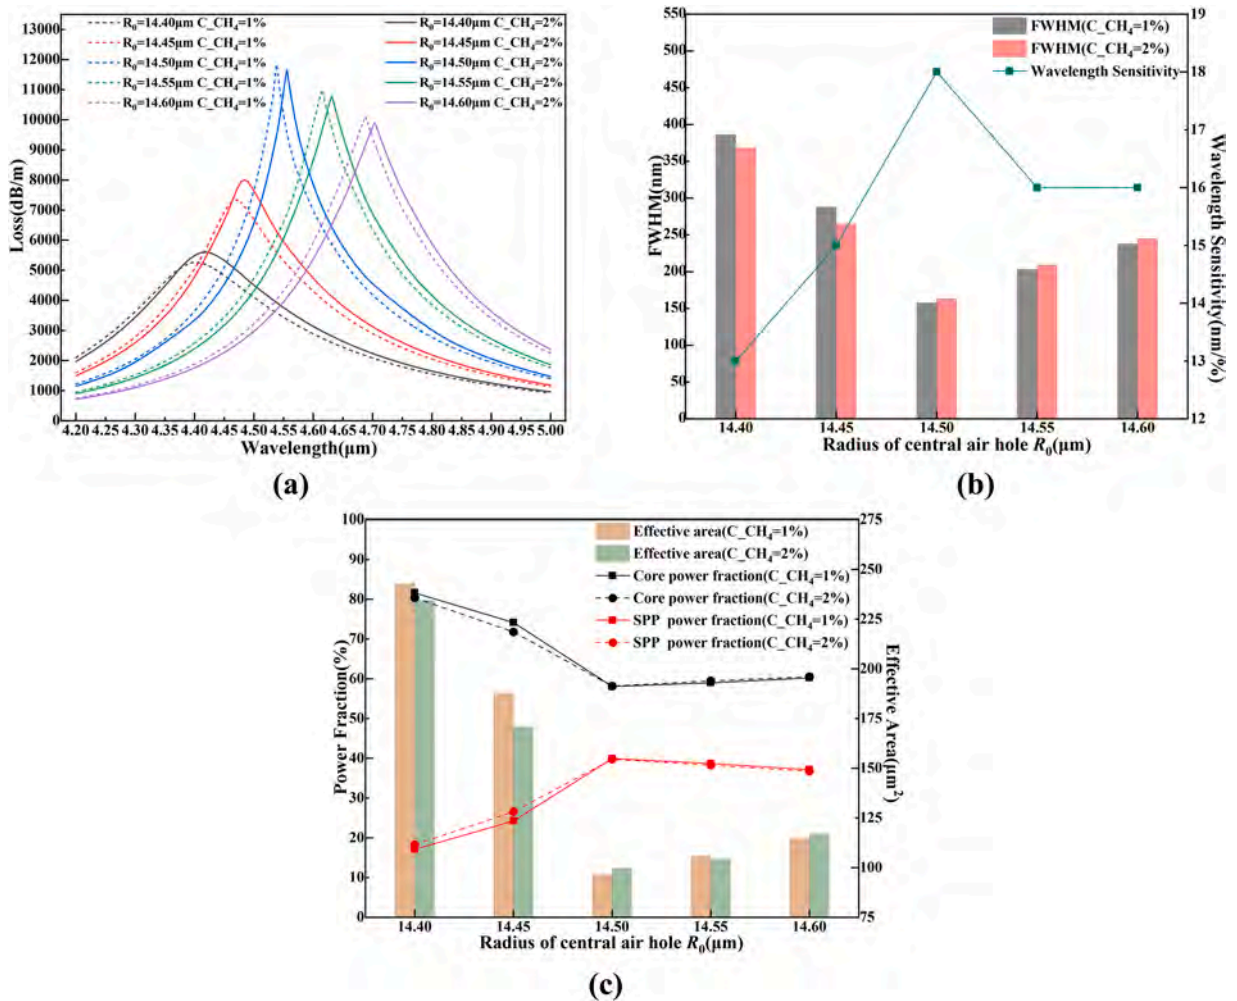 13000
12000
11000
10000
9000
8000
7000
6000
5000
4000
3000
2000
1000
0
Loss(dB/m)
R₀=14.40μm C_CH₄=1%
R₀=14.45μm C_CH₄=1%
R₀=14.50μm C_CH₄=1%
R₀=14.55μm C_CH₄=1%
R₀=14.60μm C_CH₄=1%
R₀=14.40μm C_CH₄=2%
R₀=14.45μm C_CH₄=2%
R₀=14.50μm C_CH₄=2%
R₀=14.55μm C_CH₄=2%
R₀=14.60μm C_CH₄=2%
4.20 4.25 4.30 4.35 4.40 4.45 4.50 4.55 4.60 4.65 4.70 4.75 4.80 4.85 4.90 4.95 5.00
Wavelength(μm)
(a)
550
500
450
400
350
300
250
200
150
100
50
0
FWHM(nm)
FWHM(C_CH₄=1%)
FWHM(C_CH₄=2%)
Wavelength Sensitivity
19
18
17
16
15
14
13
12
Wavelength Sensitivity(nm/%)
14.40 14.45 14.50 14.55 14.60
Radius of central air hole R₀(μm)
(b)
100
90
80
70
60
50
40
30
20
10
0
Power Fraction(%)
Effective area(C_CH₄=1%)
Effective area(C_CH₄=2%)
Core power fraction(C_CH₄=1%)
Core power fraction(C_CH₄=2%)
SPP power fraction(C_CH₄=1%)
SPP power fraction(C_CH₄=2%)
275
250
225
200
175
150
125
100
75
Effective Area(μm²)
14.40 14.45 14.50 14.55 14.60
Radius of central air hole R₀(μm)
(c)